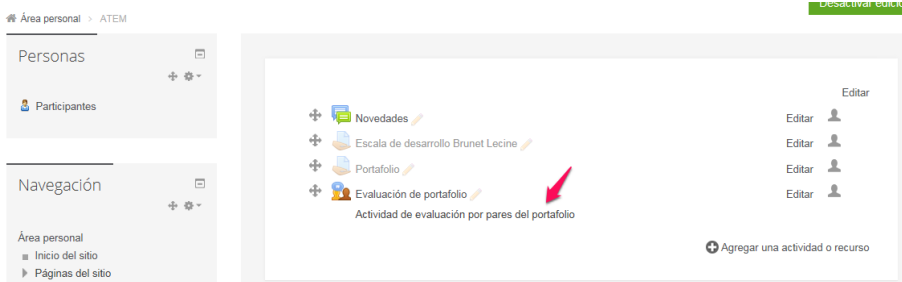 Desactivar edició
Área personal > ATEM
Personas
Participantes
Navegación
Área personal
Inicio del sitio
Páginas del sitio
Editar
Novedades Editar
Escala de desarrollo Brunet Lecine Editar
Portafolio Editar
Evaluación de portafolio Editar
Actividad de evaluación por pares del portafolio
Agregar una actividad o recurso